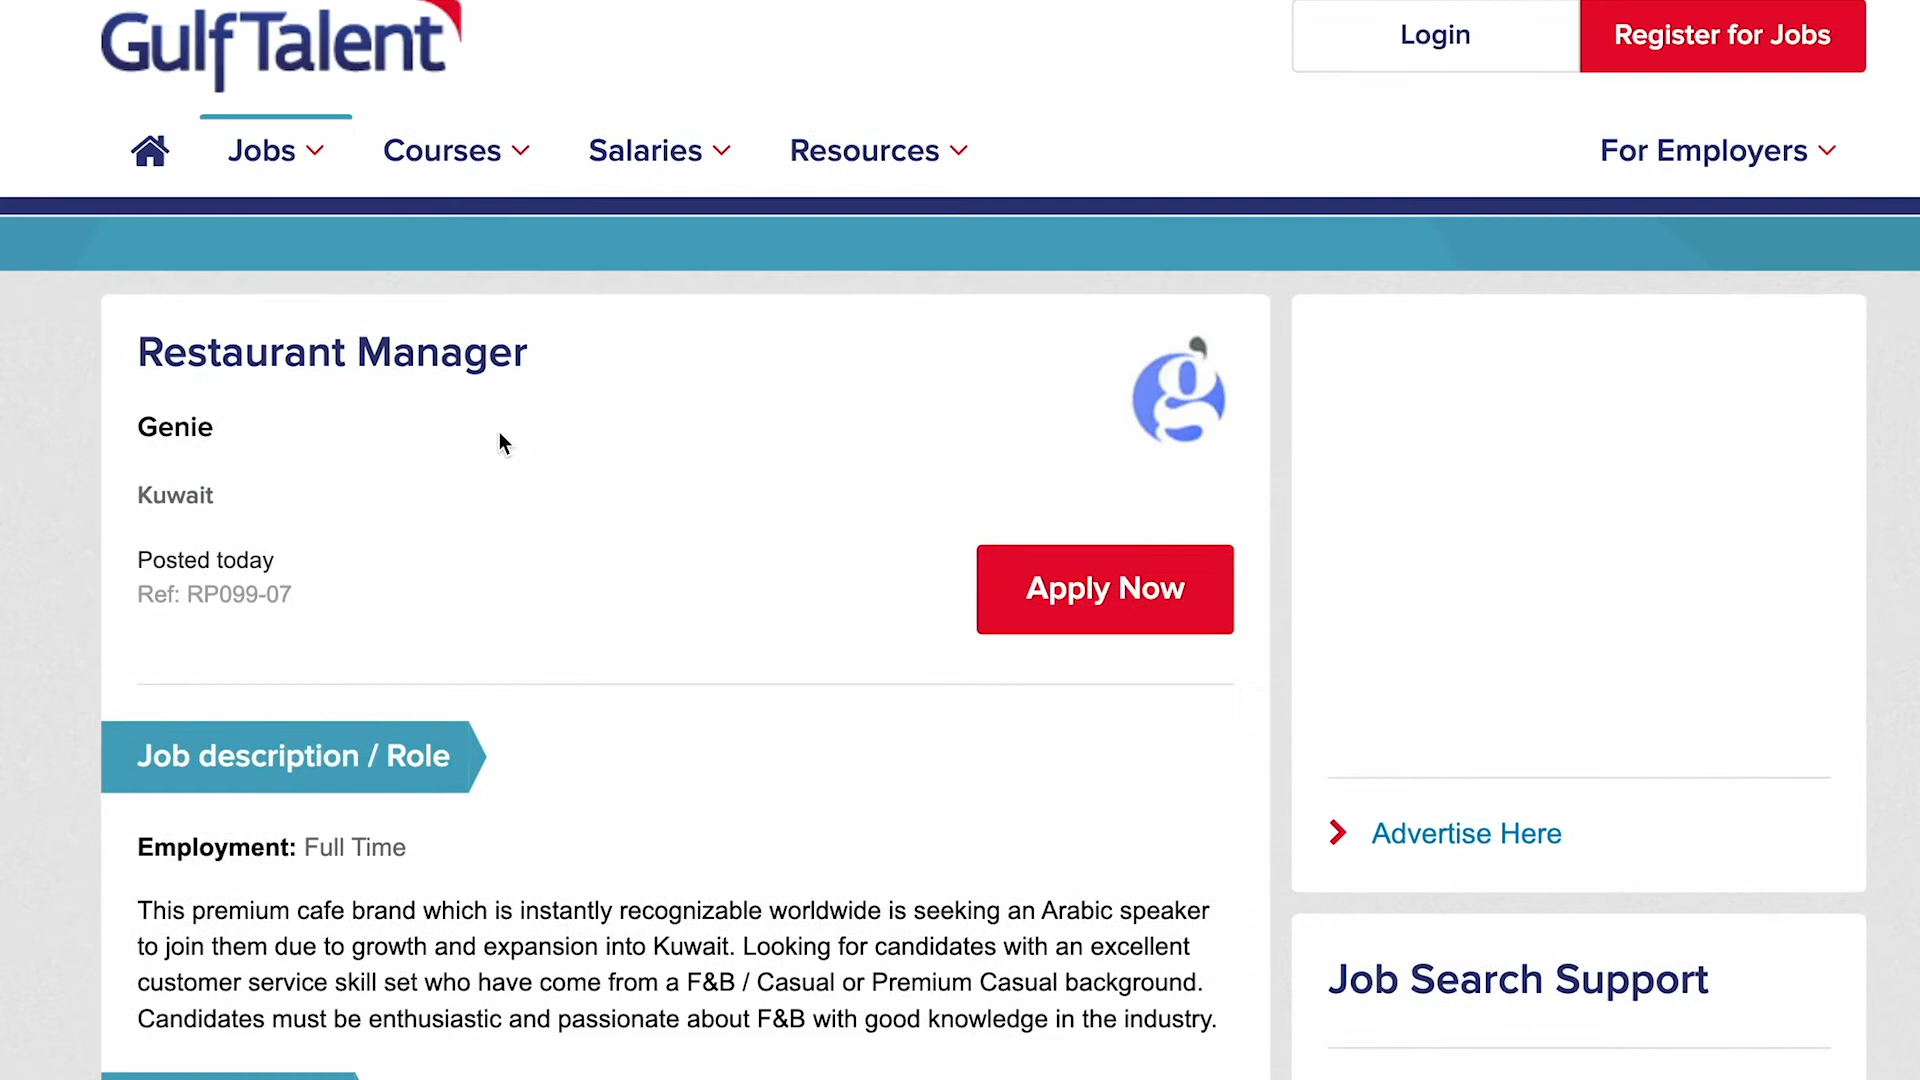 GulfTalent
Login
Register for Jobs
Jobs
Courses
Salaries
Resources
For Employers
Restaurant Manager
Genie
Kuwait
Posted today
Ref: RP099-07
Apply Now
Job description / Role
Employment: Full Time
This premium cafe brand which is instantly recognizable worldwide is seeking an Arabic speaker
to join them due to growth and expansion into Kuwait. Looking for candidates with an excellent
customer service skill set who have come from a F&B / Casual or Premium Casual background.
Candidates must be enthusiastic and passionate about F&B with good knowledge in the industry.
Advertise Here
Job Search Support